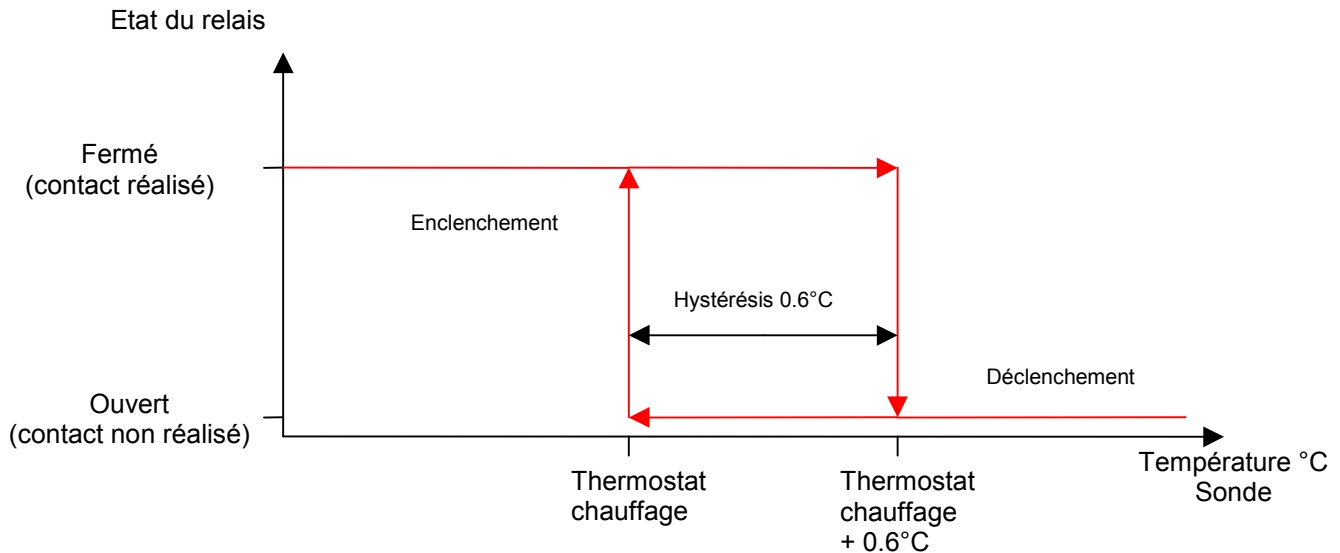 Etat du relais
Fermé
(contact réalisé)
Enclenchement
Hystérésis 0.6°C
Déclenchement
Ouvert
(contact non réalisé)
Thermostat
chauffage
Thermostat
chauffage
+ 0.6°C
Température °C
Sonde